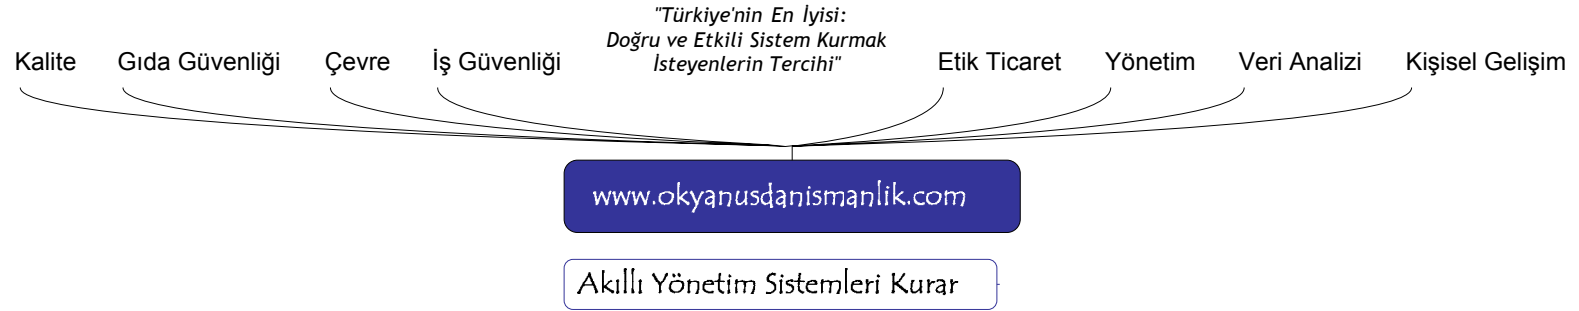 "Türkiye'nin En İyisi:
Doğru ve Etkili Sistem Kurmak
İsteyenlerin Tercihi"
Kalite Gıda Güvenliği Çevre İş Güvenliği Etik Ticaret Yönetim Veri Analizi Kişisel Gelişim
www.okyanusdanismanlik.com
Akıllı Yönetim Sistemleri Kurar